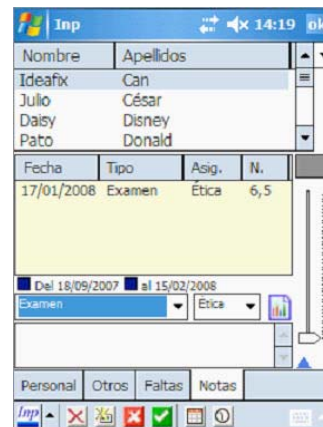 Inp 14:19 ok
Nombre Apellidos
Ideafix Can
Julio César
Daisy Disney
Pato Donald
Fecha Tipo Asig. N.
17/01/2008 Examen Ética 6,5
Del 18/09/2007 al 15/02/2008
Examen Ética
Personal Otros Faltas Notas
Inp